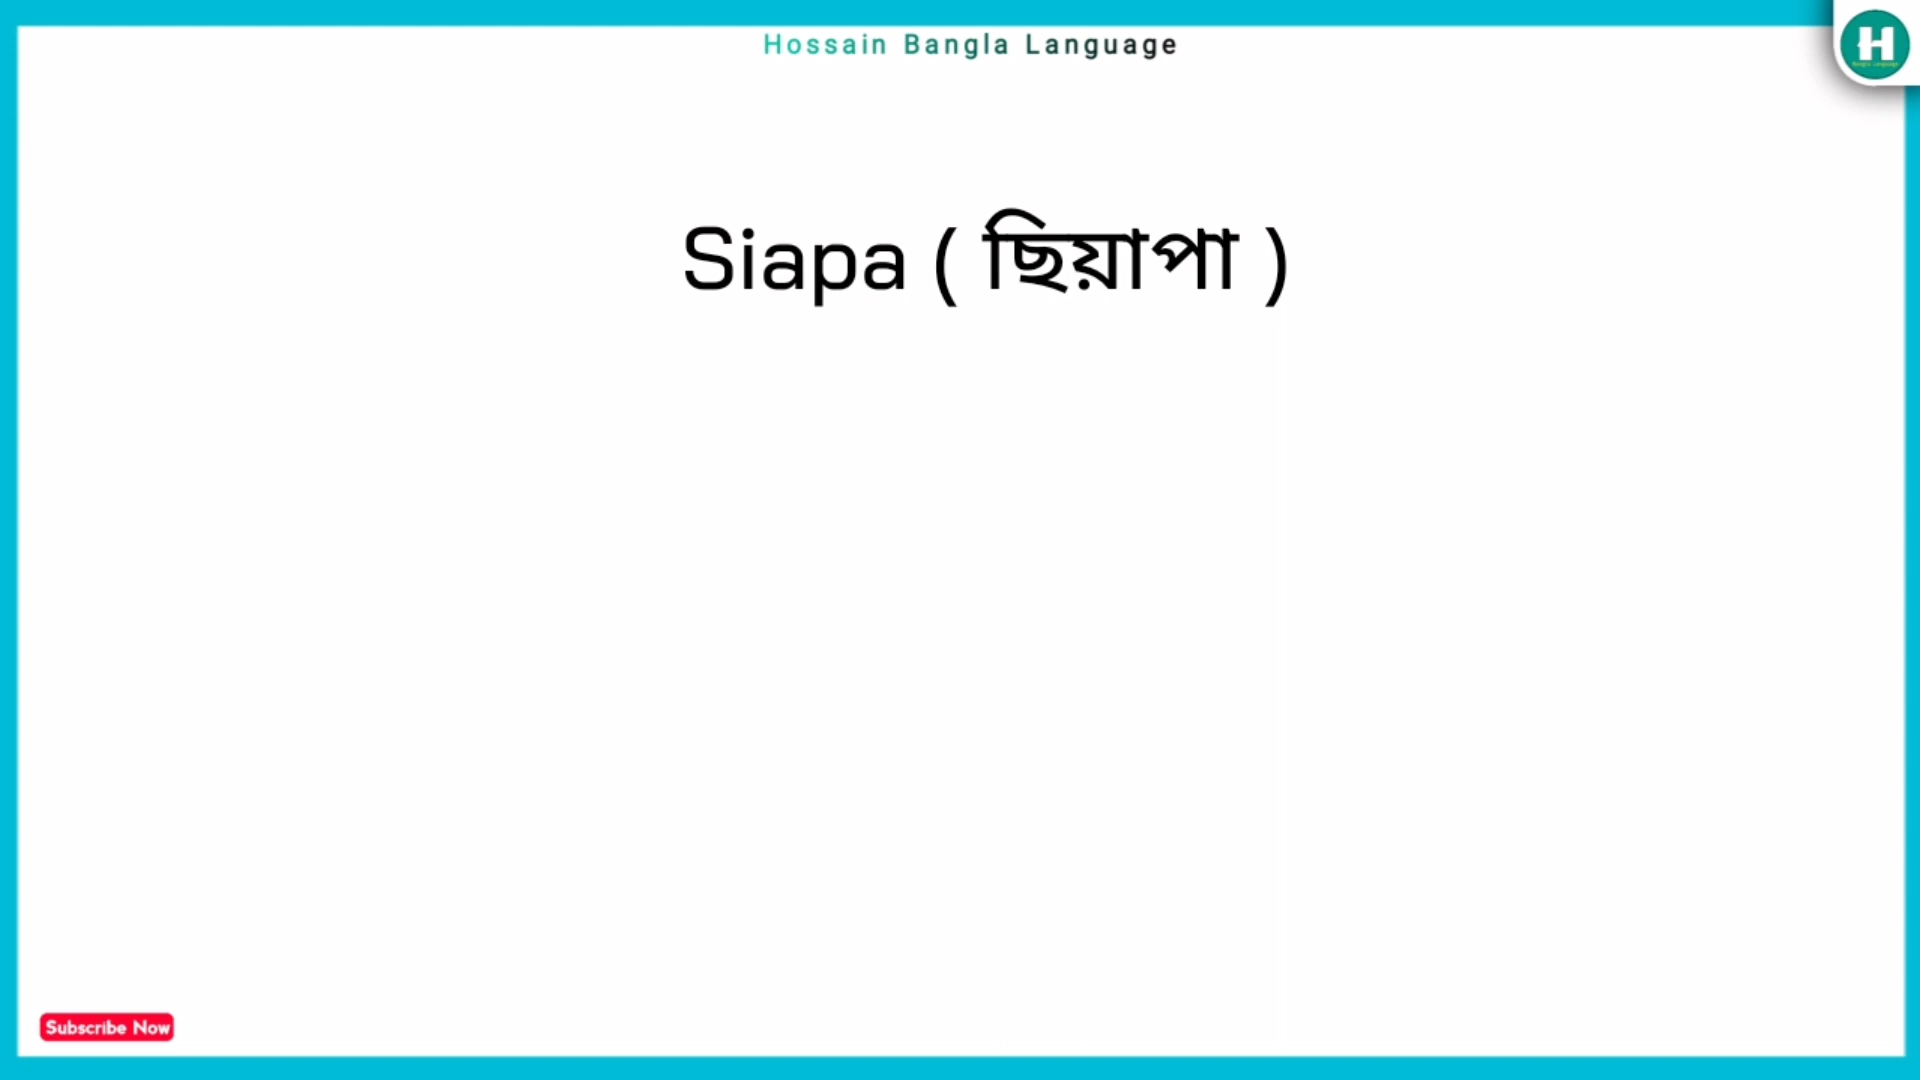 Hossain Bangla Language
H
Siapa ( ছিয়াপা )
Subscribe Now